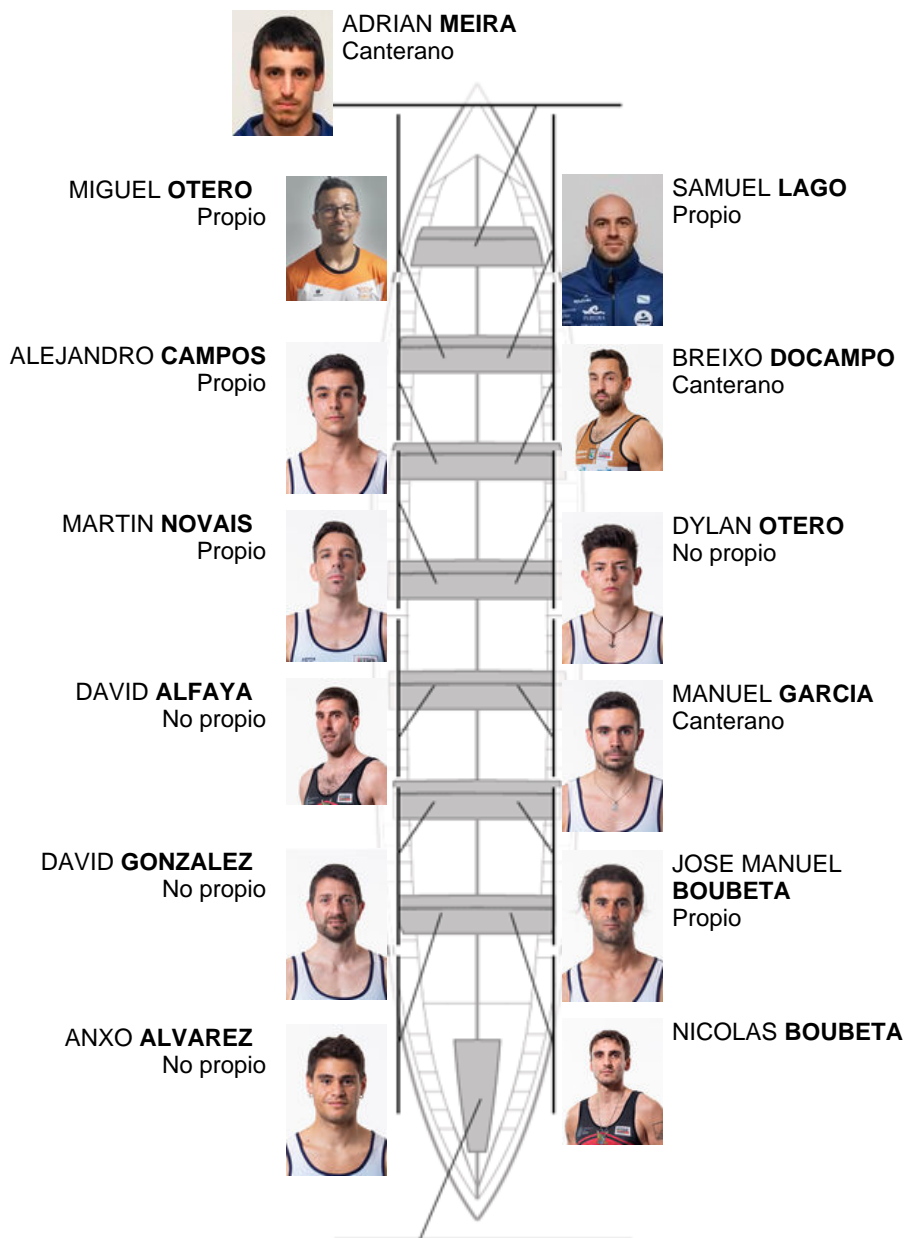 ADRIAN MEIRA
Canterano
MIGUEL OTERO
Propio
SAMUEL LAGO
Propio
ALEJANDRO CAMPOS
Propio
BREIXO DOCAMPO
Canterano
MARTIN NOVAIS
Propio
DYLAN OTERO
No propio
DAVID ALFAYA
No propio
MANUEL GARCIA
Canterano
DAVID GONZALEZ
No propio
JOSE MANUEL
BOUBETA
Propio
ANXO ALVAREZ
No propio
NICOLAS BOUBETA